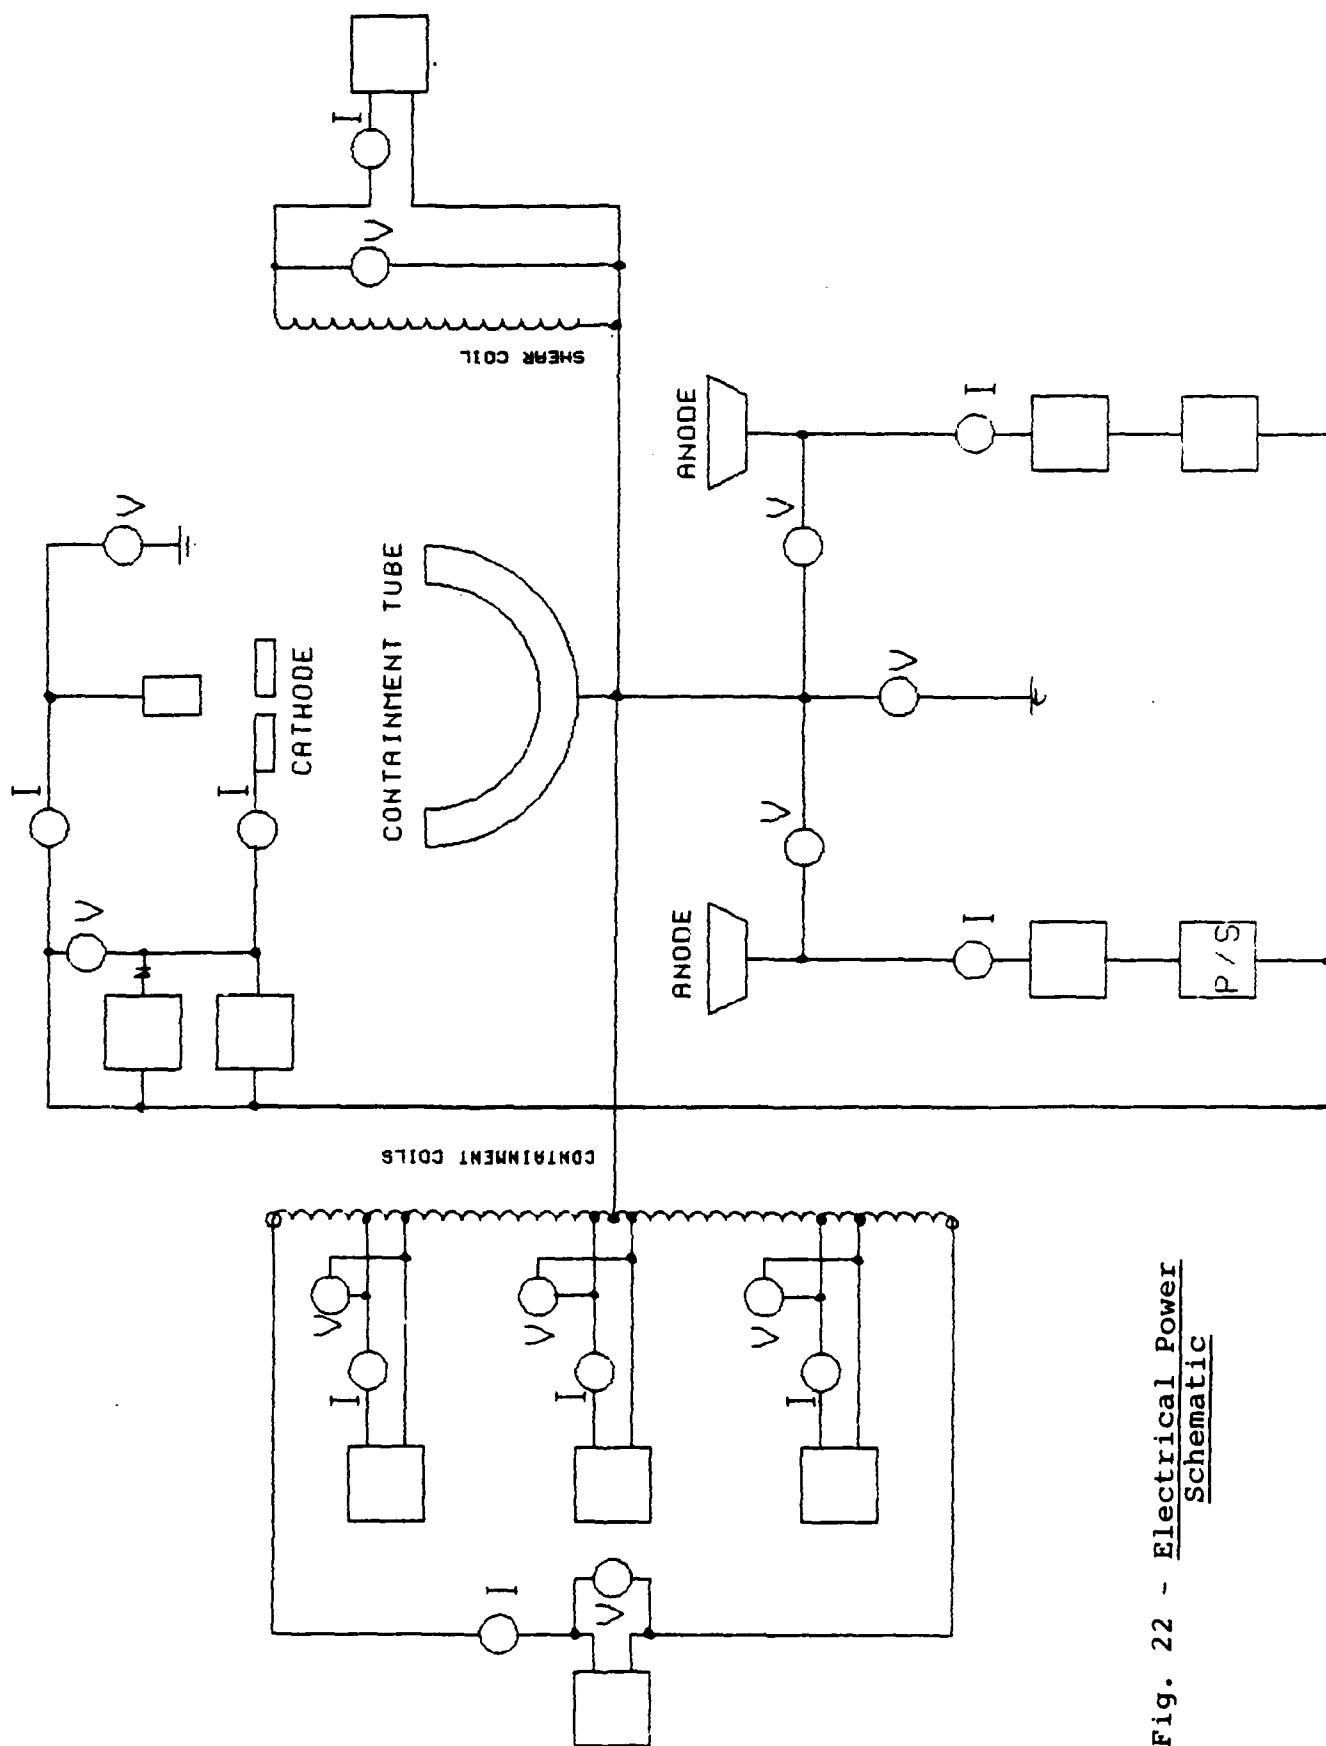 I
V
SHEAR COIL
V
I
I
CATHODE
V
CONTAINMENT TUBE
ANODE
V
I
ANODE
V
I
P/S
V
CONTAINMENT COILS
V
I
V
I
V
I
I
V
Fig. 22 - Electrical Power
Schematic